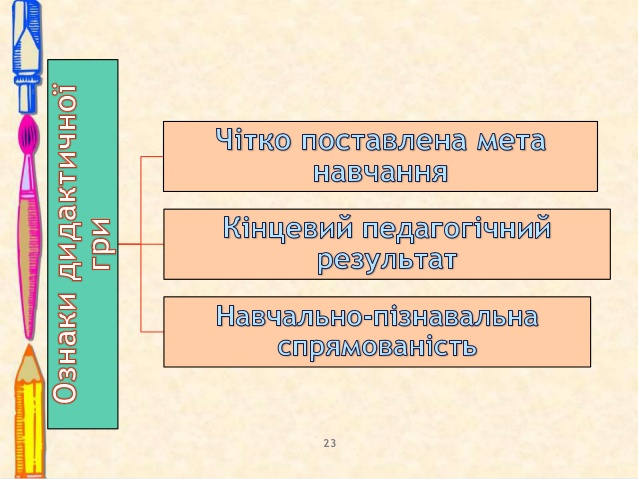 Ознаки дидактичної
гри
Чітко поставлена мета
навчання
Кінцевий педагогічний
результат
Навчально-пізнавальна
спрямованість
23